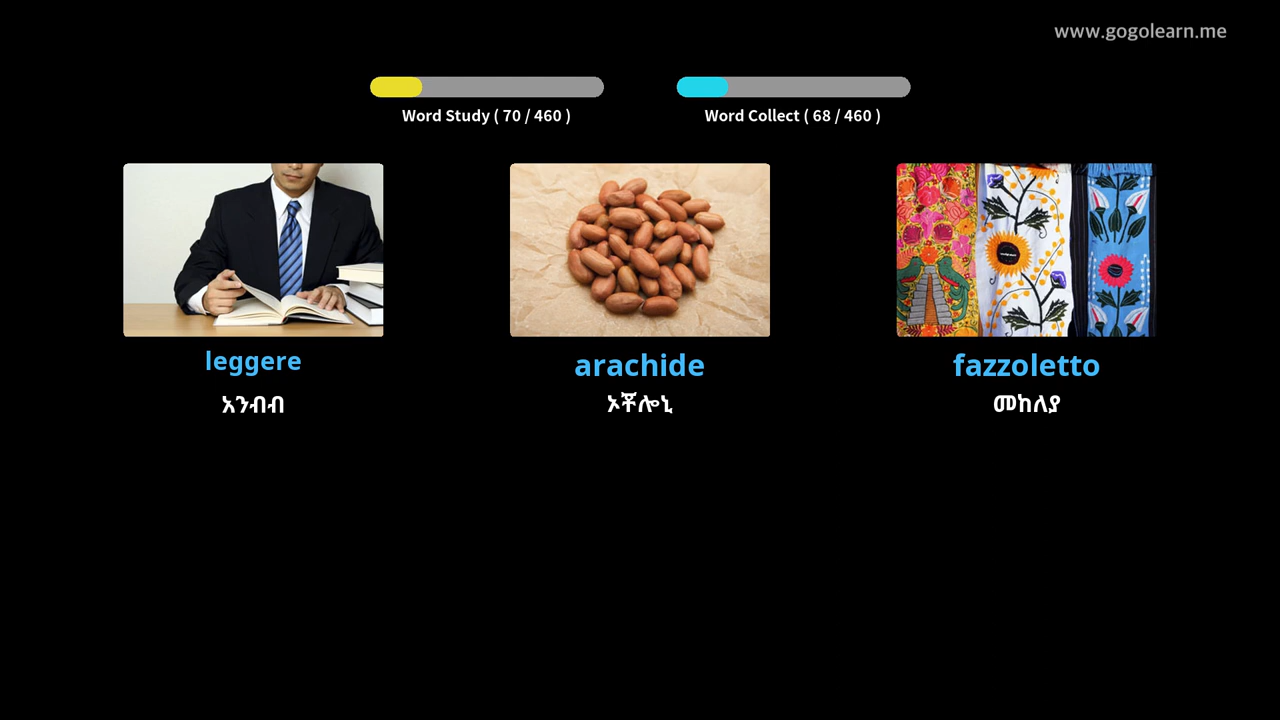 www.gogolearn.me
Word Study ( 70 / 460 )
Word Collect ( 68 / 460 )
leggere
arachide
fazzoletto
አንብብ
ኦቾሎኒ
መከለያ